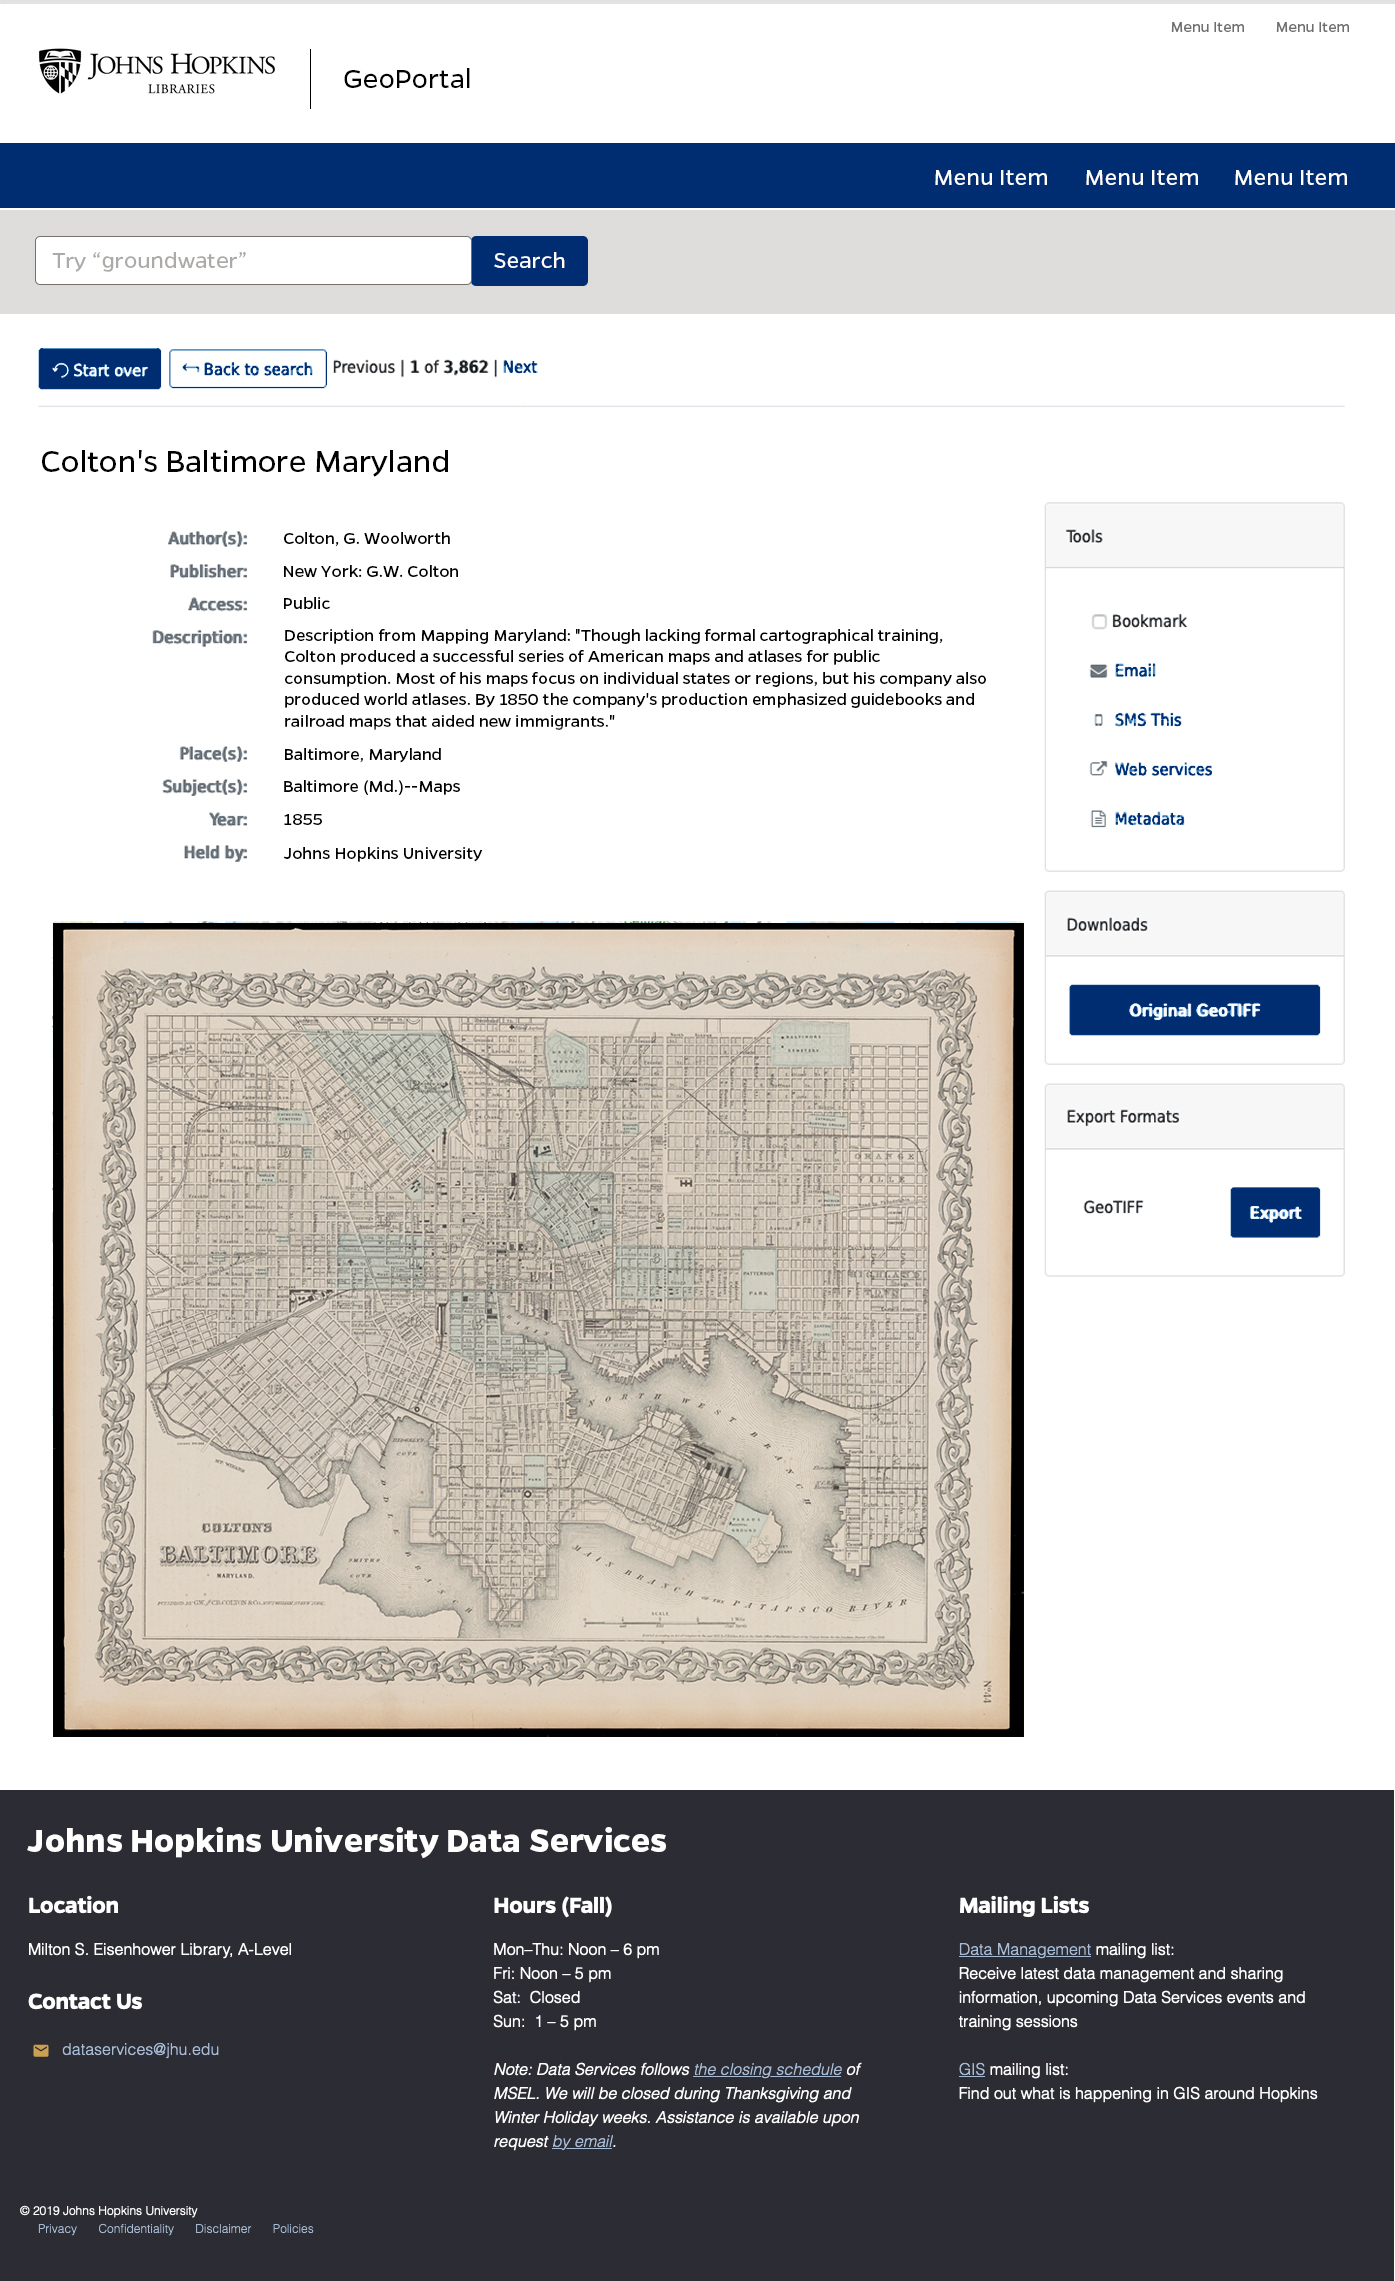 Menu Item Menu Item
JOHNS HOPKINS
LIBRARIES
GeoPortal
Menu Item Menu Item Menu Item
Try “groundwater”
Search
Start over
Back to search
Previous | 1 of 3,862 | Next
Colton's Baltimore Maryland
Author(s): Colton, G. Woolworth
Publisher: New York: G.W. Colton
Access: Public
Description: Description from Mapping Maryland: "Though lacking formal cartographical training,
Colton produced a successful series of American maps and atlases for public
consumption. Most of his maps focus on individual states or regions, but his company also
produced world atlases. By 1850 the company's production emphasized guidebooks and
railroad maps that aided new immigrants."
Place(s): Baltimore, Maryland
Subject(s): Baltimore (Md.)--Maps
Year: 1855
Held by: Johns Hopkins University
Tools
Bookmark
Email
SMS This
Web services
Metadata
Downloads
Original GeoTIFF
Export Formats
GeoTIFF
Export
BALTIMORE
CEMETERY
ORANGE
VILLE
HIGHLAND
TOWN
PATTERSON
PARK
NORTH WEST BRANCH
SMITHS
COVE
MIDDLE BRANCH
MAIN BRANCH OF THE PATAPSCO RIVER
COLTON'S
BALTIMORE
MARYLAND.
SCALE
No 44
Johns Hopkins University Data Services
Location
Milton S. Eisenhower Library, A-Level
Contact Us
dataservices@jhu.edu
Hours (Fall)
Mon–Thu: Noon – 6 pm
Fri: Noon – 5 pm
Sat: Closed
Sun: 1 – 5 pm
Note: Data Services follows the closing schedule of
MSEL. We will be closed during Thanksgiving and
Winter Holiday weeks. Assistance is available upon
request by email.
Mailing Lists
Data Management mailing list:
Receive latest data management and sharing
information, upcoming Data Services events and
training sessions
GIS mailing list:
Find out what is happening in GIS around Hopkins
© 2019 Johns Hopkins University
Privacy Confidentiality Disclaimer Policies